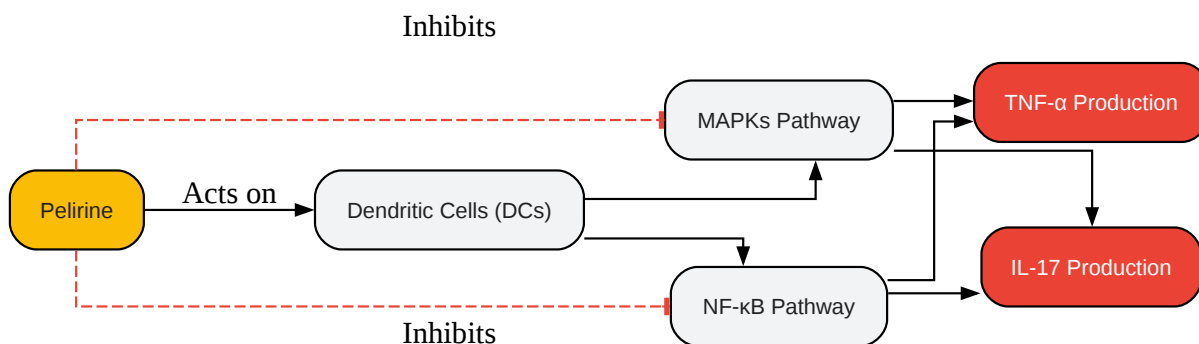 Inhibits
TNF-α Production
MAPKs Pathway
Pelirine
Acts on
Dendritic Cells (DCs)
IL-17 Production
NF-κB Pathway
Inhibits